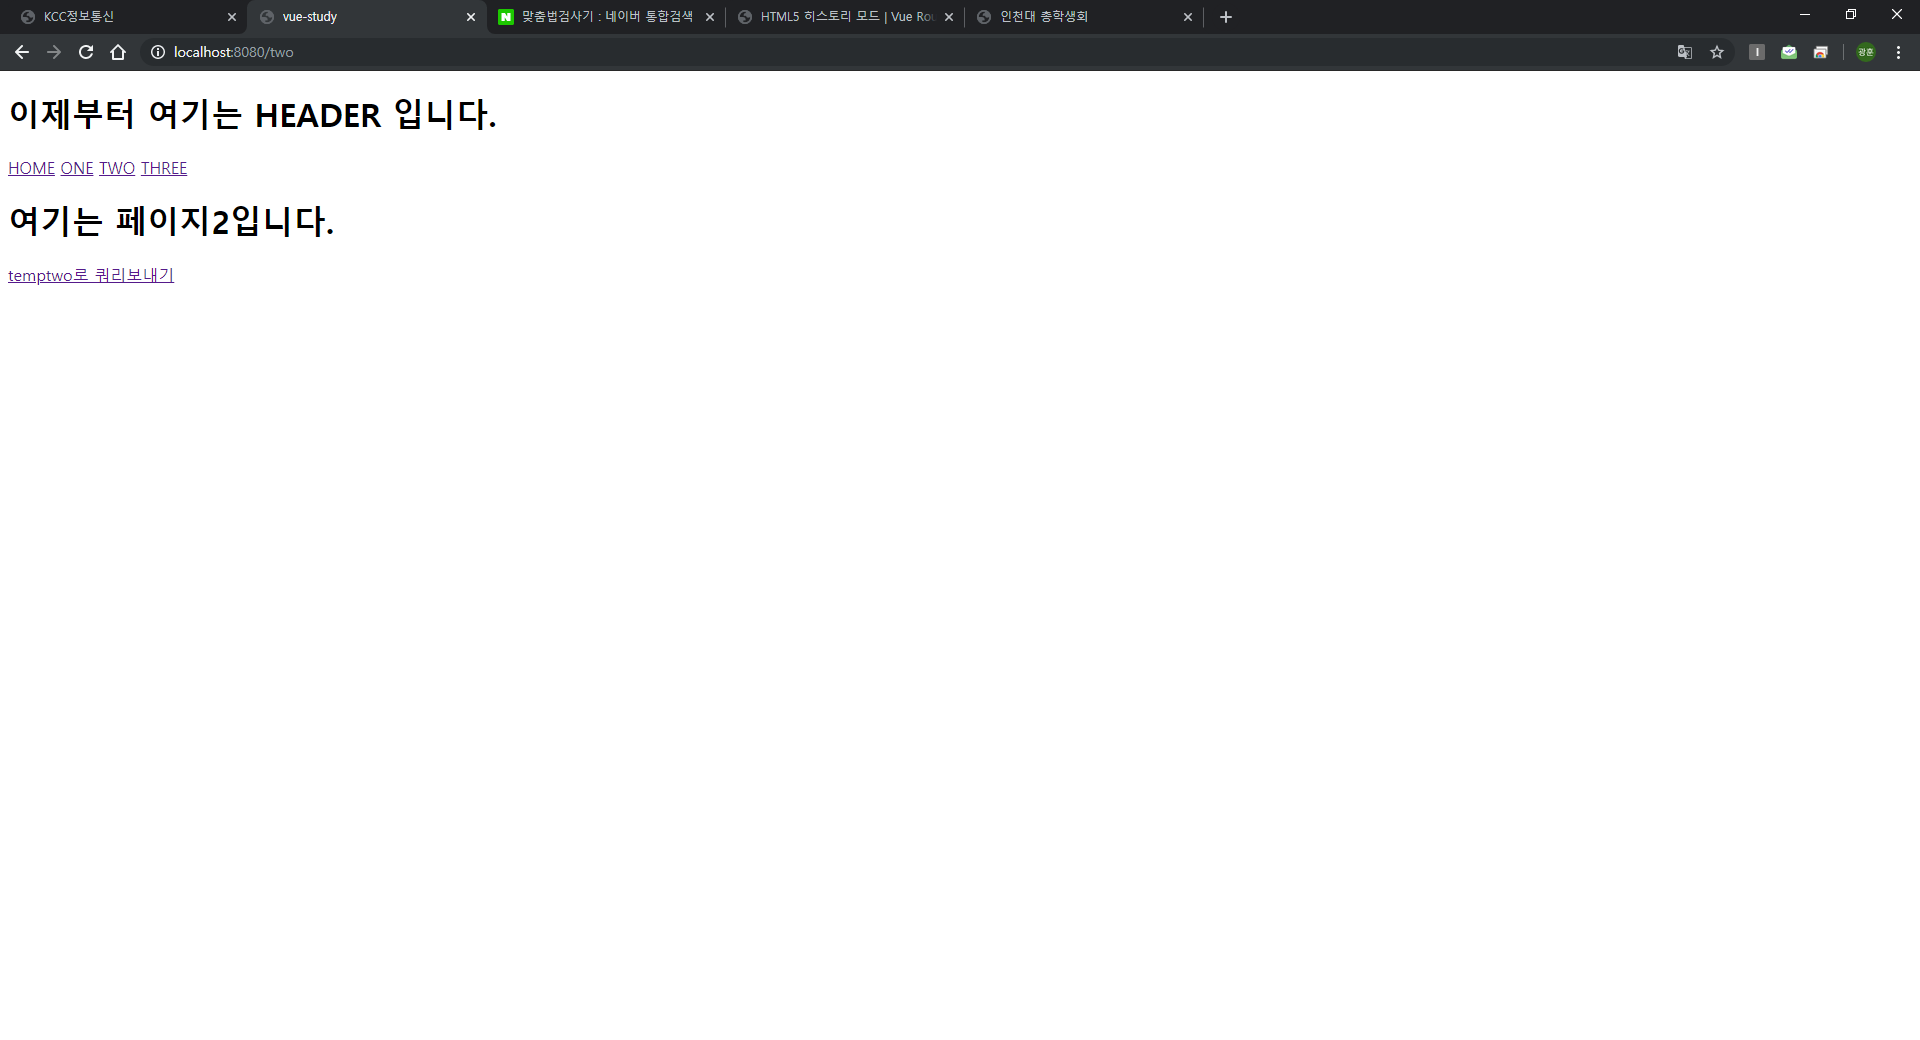 KCC정보통신
vue-study
맞춤법검사기 : 네이버 통합검색
HTML5 히스토리 모드 | Vue Rou
인천대 총학생회
localhost:8080/two
I
광훈
이제부터 여기는 HEADER 입니다.
HOME ONE TWO THREE
여기는 페이지2입니다.
temptwo로 쿼리보내기